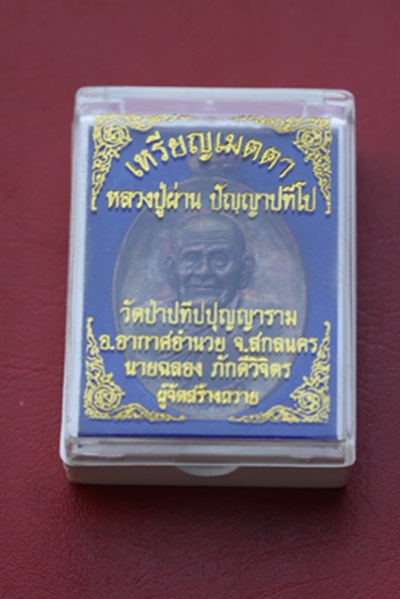 เหรียญเมตตา
หลวงปู่ผ่าน ปัญญาปทีโป
วัดป่าปทีปปุญญาราม
อ.อากาศอำนวย จ.สกลนคร
นายฉลอง ภักดีวิจิตร
ผู้จัดสร้างถวาย